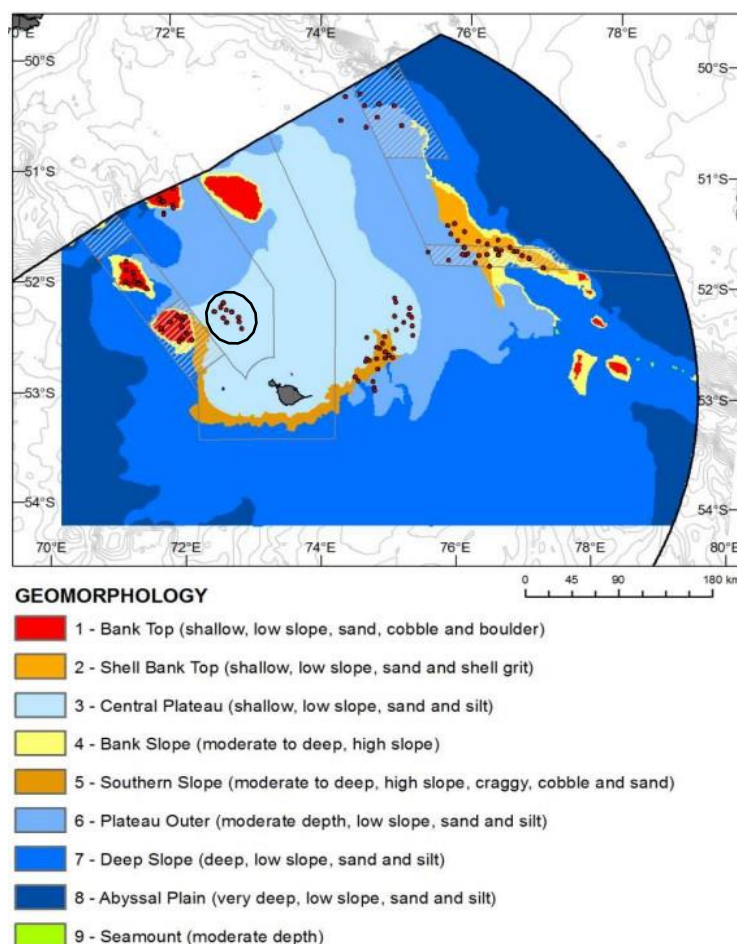 70°E 72°E 74°E 76°E 78°E
50°S 50°S
51°S 51°S
52°S 52°S
53°S 53°S
54°S 54°S
70°E 72°E 74°E 76°E 78°E 80°E
0 45 90 180 km
GEOMORPHOLOGY
1 - Bank Top (shallow, low slope, sand, cobble and boulder)
2 - Shell Bank Top (shallow, low slope, sand and shell grit)
3 - Central Plateau (shallow, low slope, sand and silt)
4 - Bank Slope (moderate to deep, high slope)
5 - Southern Slope (moderate to deep, high slope, craggy, cobble and sand)
6 - Plateau Outer (moderate depth, low slope, sand and silt)
7 - Deep Slope (deep, low slope, sand and silt)
8 - Abyssal Plain (very deep, low slope, sand and silt)
9 - Seamount (moderate depth)